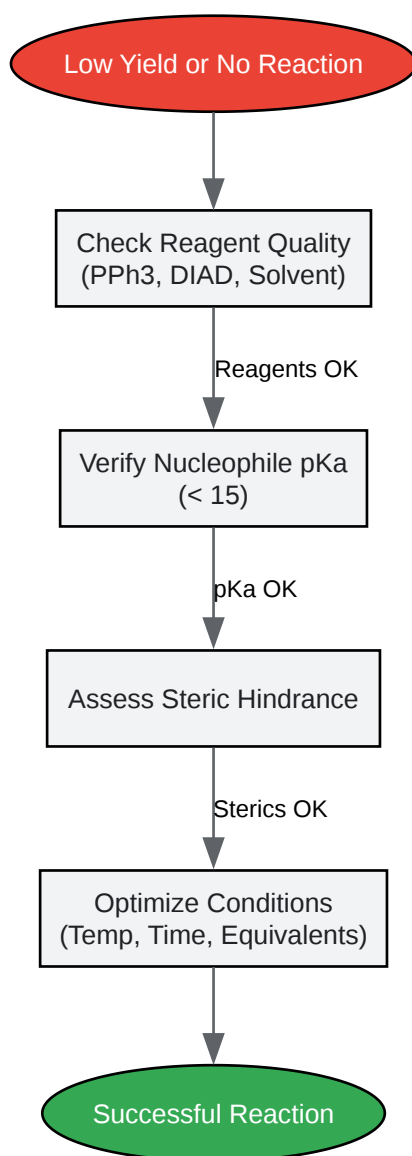 Low Yield or No Reaction
Check Reagent Quality
(PPh3, DIAD, Solvent)
Reagents OK
Verify Nucleophile pKa
(< 15)
pKa OK
Assess Steric Hindrance
Sterics OK
Optimize Conditions
(Temp, Time, Equivalents)
Successful Reaction